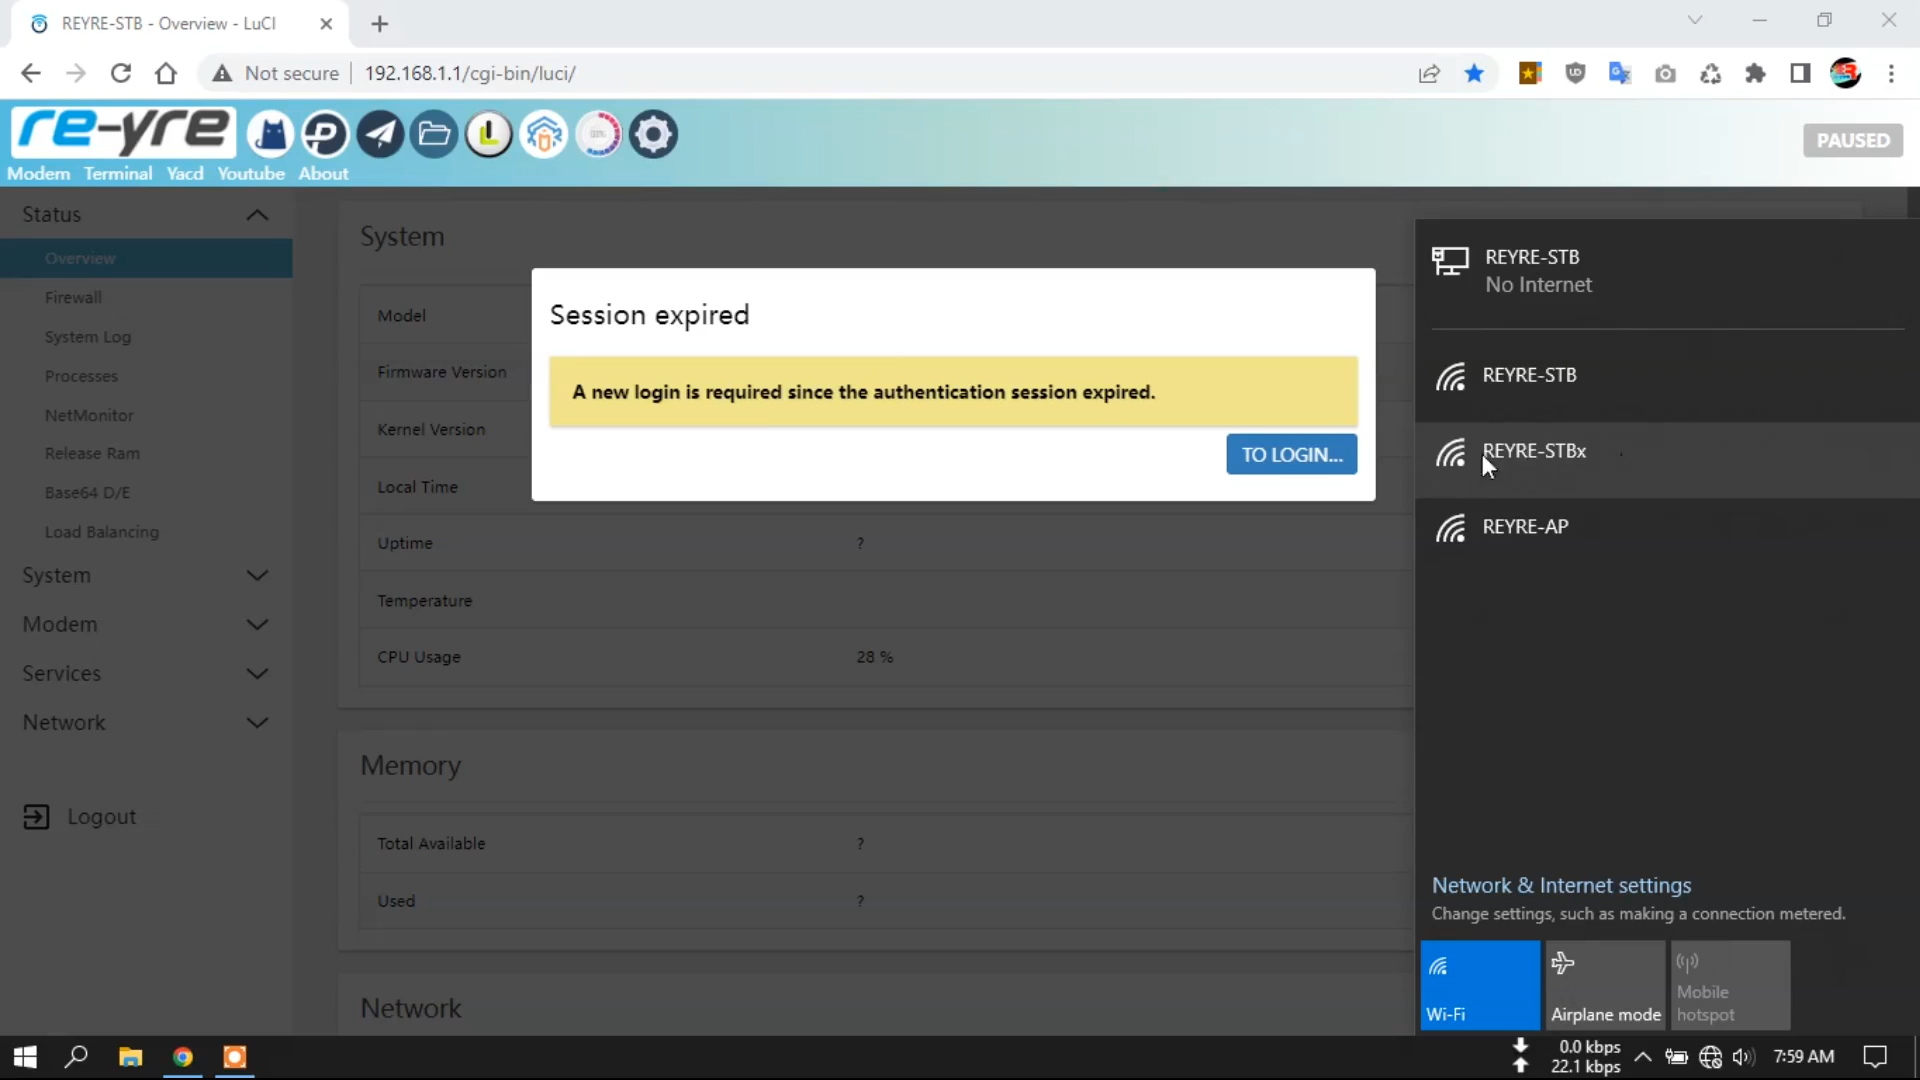 REYRE-STB - Overview - LuCI
Not secure
192.168.1.1/cgi-bin/luci/
re-yre
PAUSED
Modem Terminal Yacd Youtube About
Status
Overview
Firewall
System Log
Processes
NetMonitor
Release Ram
Base64 D/E
Load Balancing
System
Modem
Services
Network
Logout
System
Model
Firmware Version
Kernel Version
Local Time
Uptime ?
Temperature
CPU Usage 28 %
Memory
Total Available ?
Used ?
Network
Session expired
A new login is required since the authentication session expired.
TO LOGIN...
REYRE-STB
No Internet
REYRE-STB
REYRE-STBx
REYRE-AP
Network & Internet settings
Change settings, such as making a connection metered.
Wi-Fi
Airplane mode
Mobile
hotspot
0.0 kbps
22.1 kbps
7:59 AM